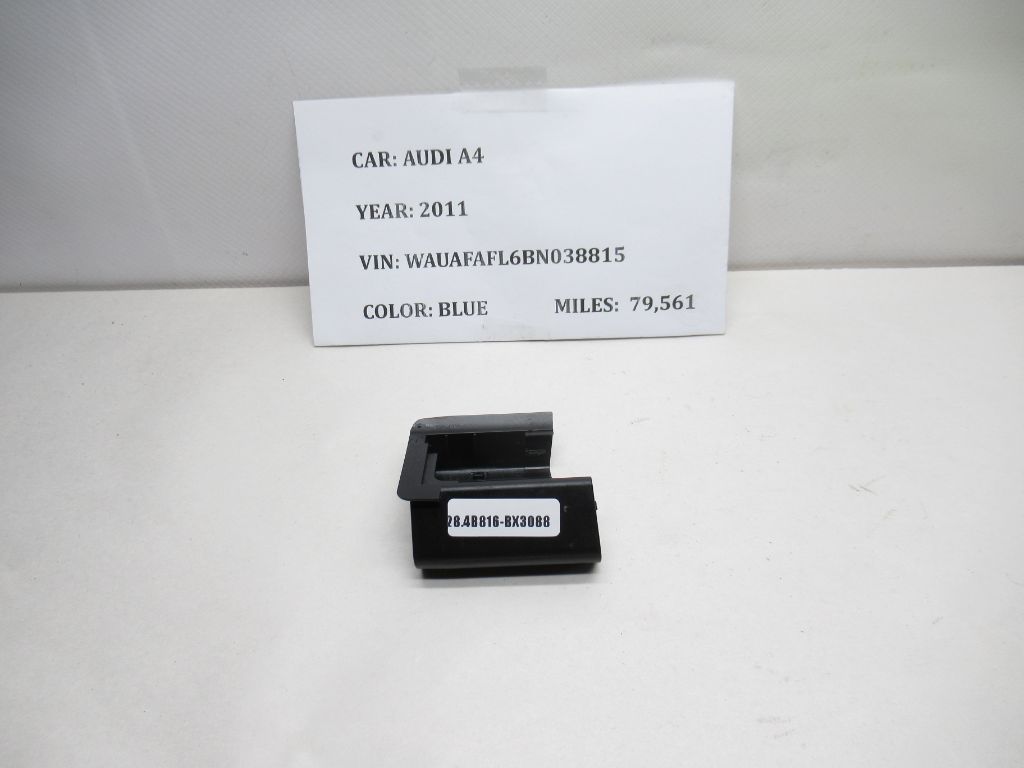 CAR: AUDI A4
YEAR: 2011
VIN: WAUAFAFL6BN038815
COLOR: BLUE MILES: 79,561
28.4B816-BX3088